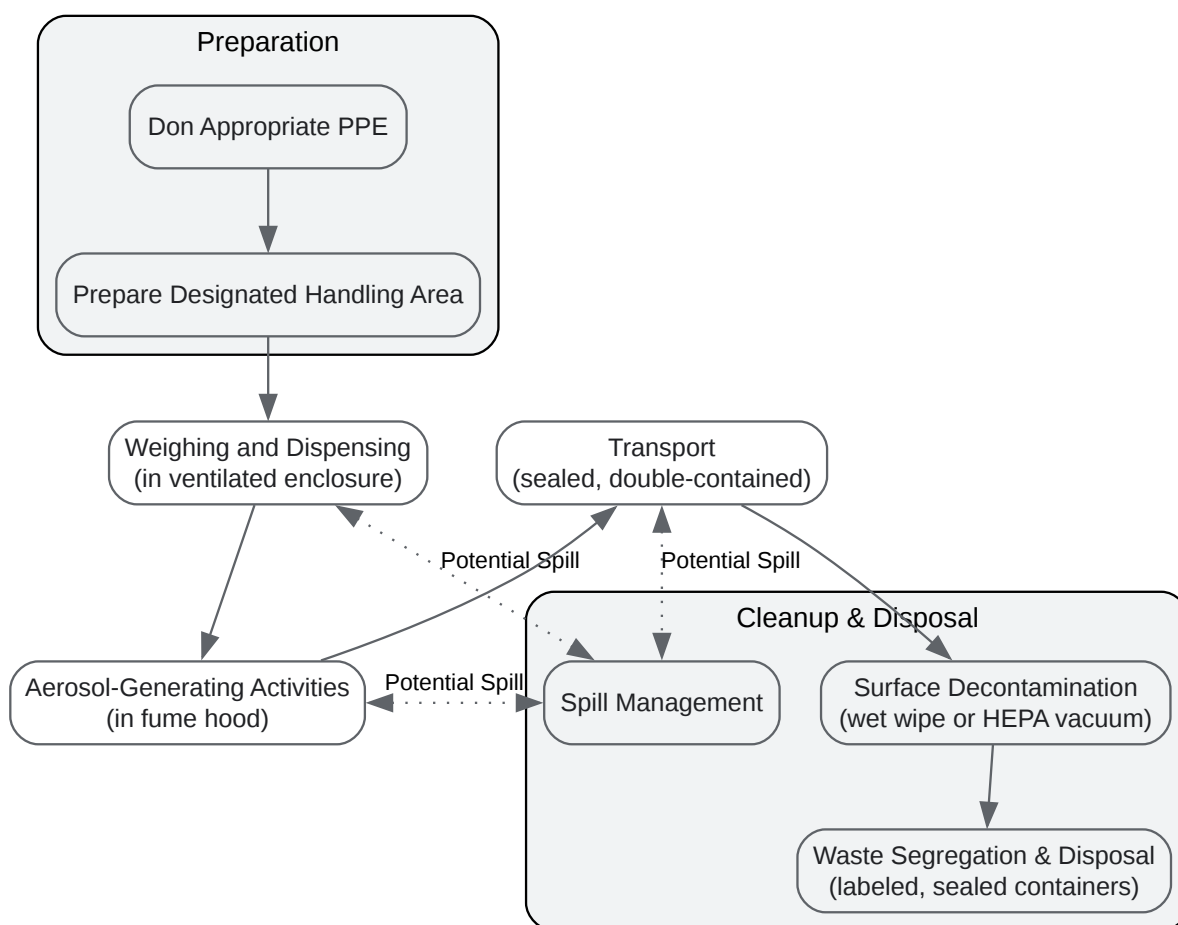 Preparation
Don Appropriate PPE
Prepare Designated Handling Area
Weighing and Dispensing
(in ventilated enclosure)
Transport
(sealed, double-contained)
Potential Spill
Potential Spill
Cleanup & Disposal
Aerosol-Generating Activities
(in fume hood)
Potential Spill
Spill Management
Surface Decontamination
(wet wipe or HEPA vacuum)
Waste Segregation & Disposal
(labeled, sealed containers)